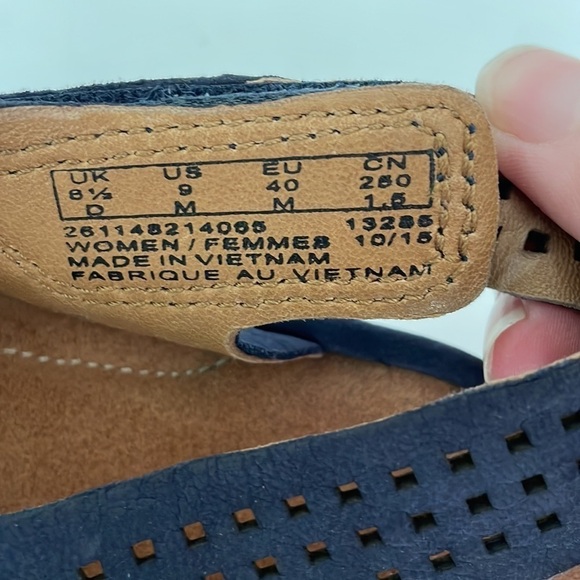 UK US EU CN
6½ 9 40 260
D M M 1.5
261148214065 13285
WOMEN / FEMMES 10/15
MADE IN VIETNAM
FABRIQUE AU VIETNAM